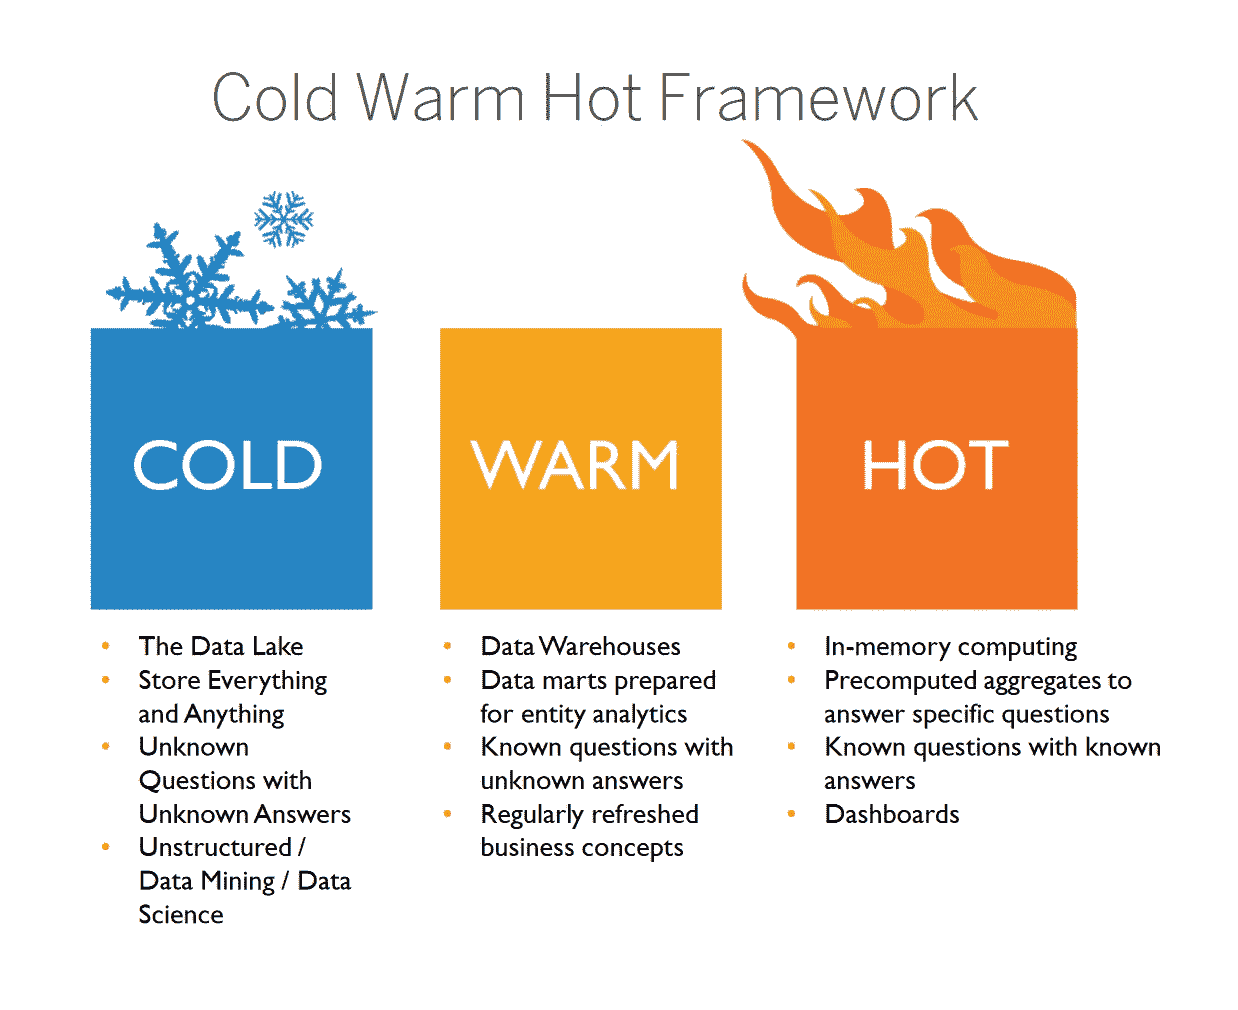 Cold Warm Hot Framework
COLD
WARM
HOT
• The Data Lake
• Store Everything
and Anything
• Unknown
Questions with
Unknown Answers
• Unstructured /
Data Mining / Data
Science
• Data Warehouses
• Data marts prepared
for entity analytics
• Known questions with
unknown answers
• Regularly refreshed
business concepts
• In-memory computing
• Precomputed aggregates to
answer specific questions
• Known questions with known
answers
• Dashboards